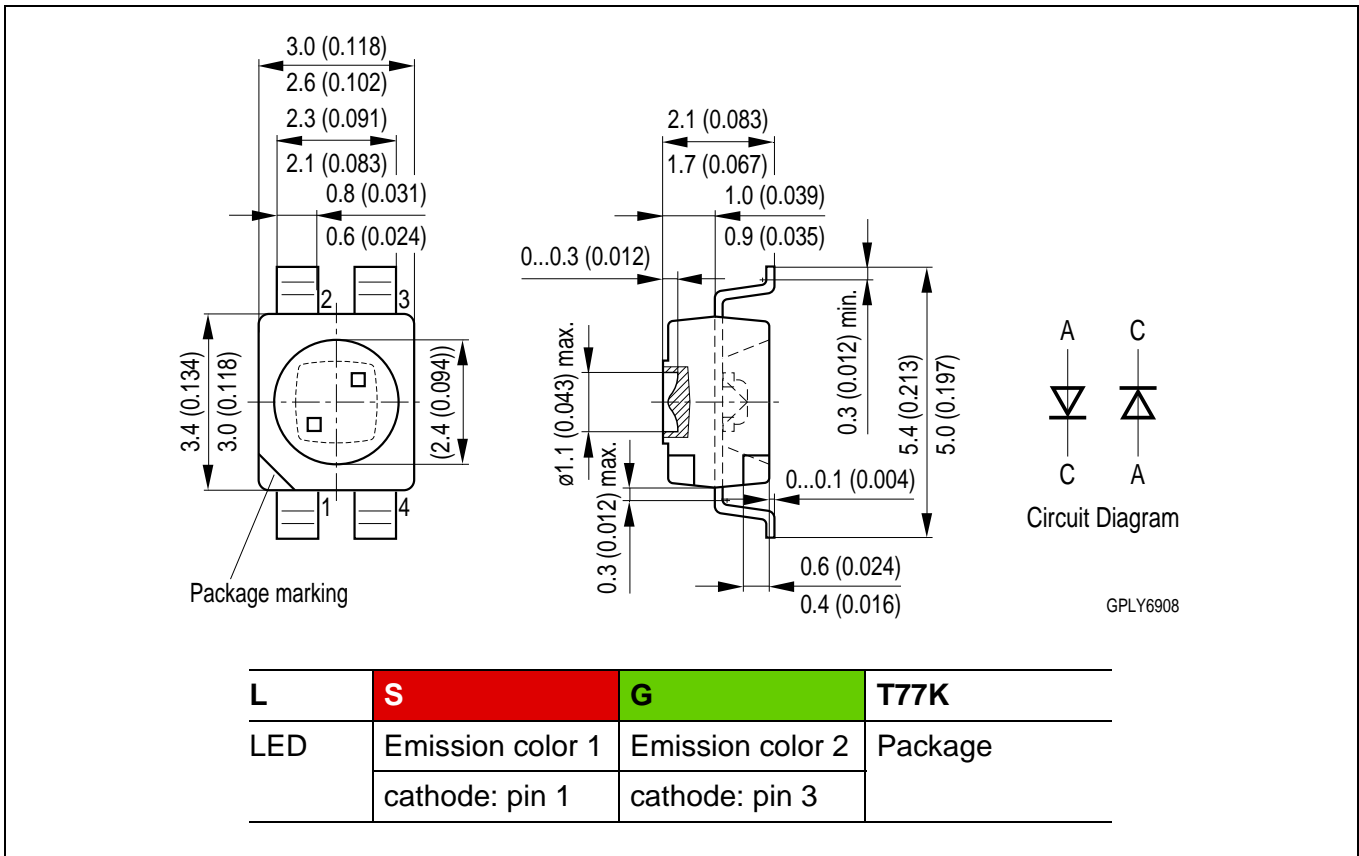 3.0 (0.118)
2.6 (0.102)
2.3 (0.091)
2.1 (0.083)
0.8 (0.031)
0.6 (0.024)
2
3
3.4 (0.134)
3.0 (0.118)
(2.4 (0.094))
1
4
Package marking
2.1 (0.083)
1.7 (0.067)
1.0 (0.039)
0.9 (0.035)
0...0.3 (0.012)
ø1.1 (0.043) max.
0.3 (0.012) max.
0.3 (0.012) min.
5.4 (0.213)
5.0 (0.197)
0...0.1 (0.004)
0.6 (0.024)
0.4 (0.016)
A C
C A
Circuit Diagram
GPLY6908
L S G T77K
LED Emission color 1 Emission color 2 Package
cathode: pin 1 cathode: pin 3